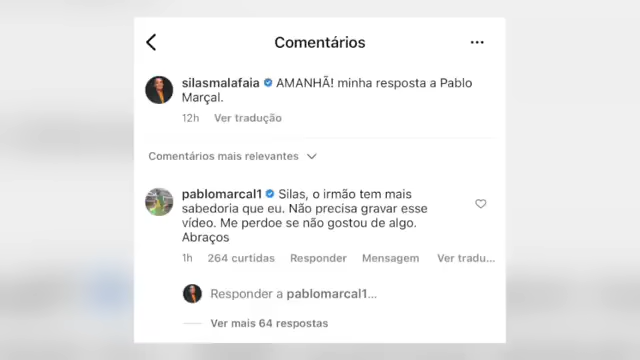 Comentários
silasmalafaia AMANHÃ! minha resposta a Pablo
Marçal.
12h Ver tradução
Comentários mais relevantes
pablomarcal1 Silas, o irmão tem mais
sabedoria que eu. Não precisa gravar esse
vídeo. Me perdoe se não gostou de algo.
Abraços
1h 264 curtidas Responder Mensagem Ver tradu...
Responder a pablomarcal1...
Ver mais 64 respostas